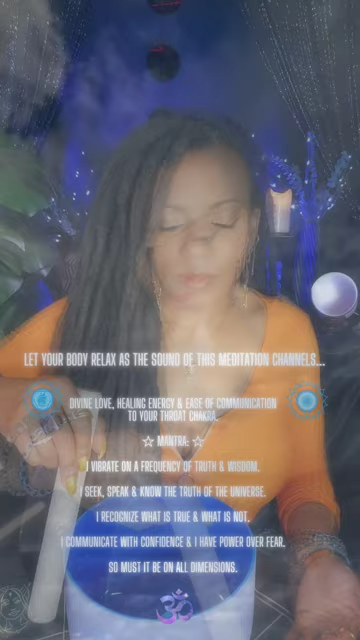 LET YOUR BODY RELAX AS THE SOUND OF THIS MEDITATION CHANNELS...
DIVINE LOVE, HEALING ENERGY & EASE OF COMMUNICATION
TO YOUR THROAT CHAKRA.
☆ MANTRA: ☆
I VIBRATE ON A FREQUENCY OF TRUTH & WISDOM.
I SEEK, SPEAK & KNOW THE TRUTH OF THE UNIVERSE.
I RECOGNIZE WHAT IS TRUE & WHAT IS NOT.
I COMMUNICATE WITH CONFIDENCE & I HAVE POWER OVER FEAR.
SO MUST IT BE ON ALL DIMENSIONS.
ॐ